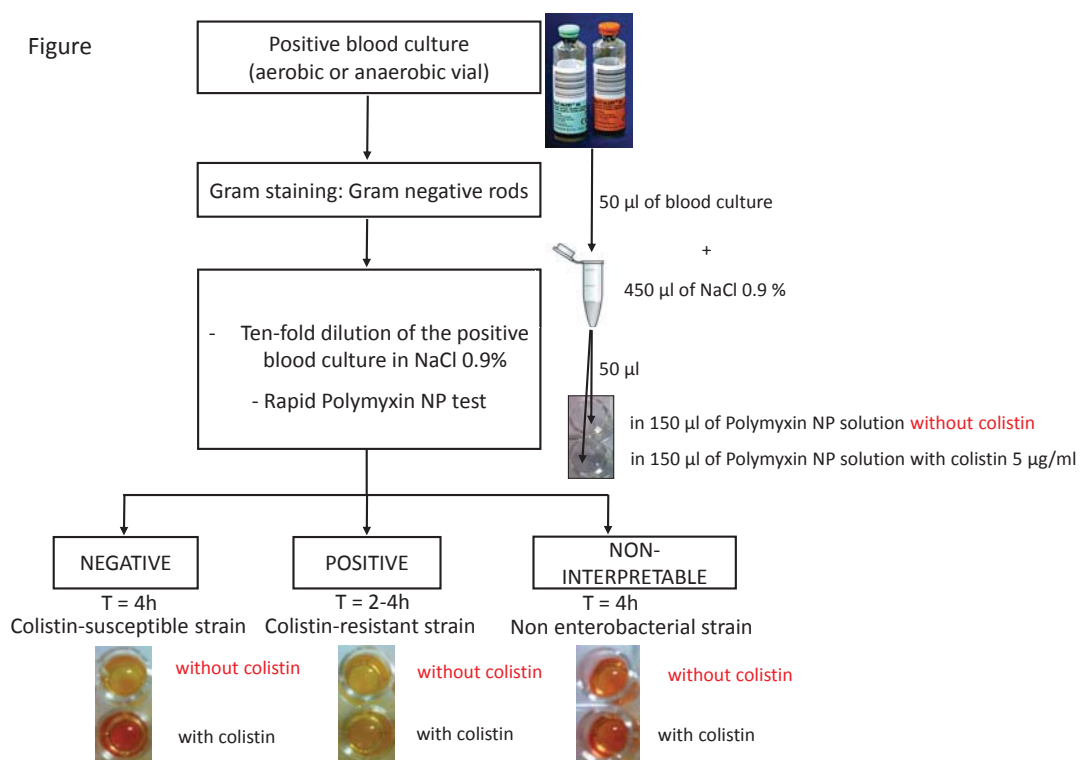 Figure
Positive blood culture
(aerobic or anaerobic vial)
Gram staining: Gram negative rods
50 µl of blood culture
+
450 µl of NaCl 0.9 %
- Ten-fold dilution of the positive
blood culture in NaCl 0.9%
- Rapid Polymyxin NP test
50 µl
in 150 µl of Polymyxin NP solution without colistin
in 150 µl of Polymyxin NP solution with colistin 5 µg/ml
NEGATIVE
T = 4h
Colistin-susceptible strain
without colistin
with colistin
POSITIVE
T = 2-4h
Colistin-resistant strain
without colistin
with colistin
NON-
INTERPRETABLE
T = 4h
Non enterobacterial strain
without colistin
with colistin